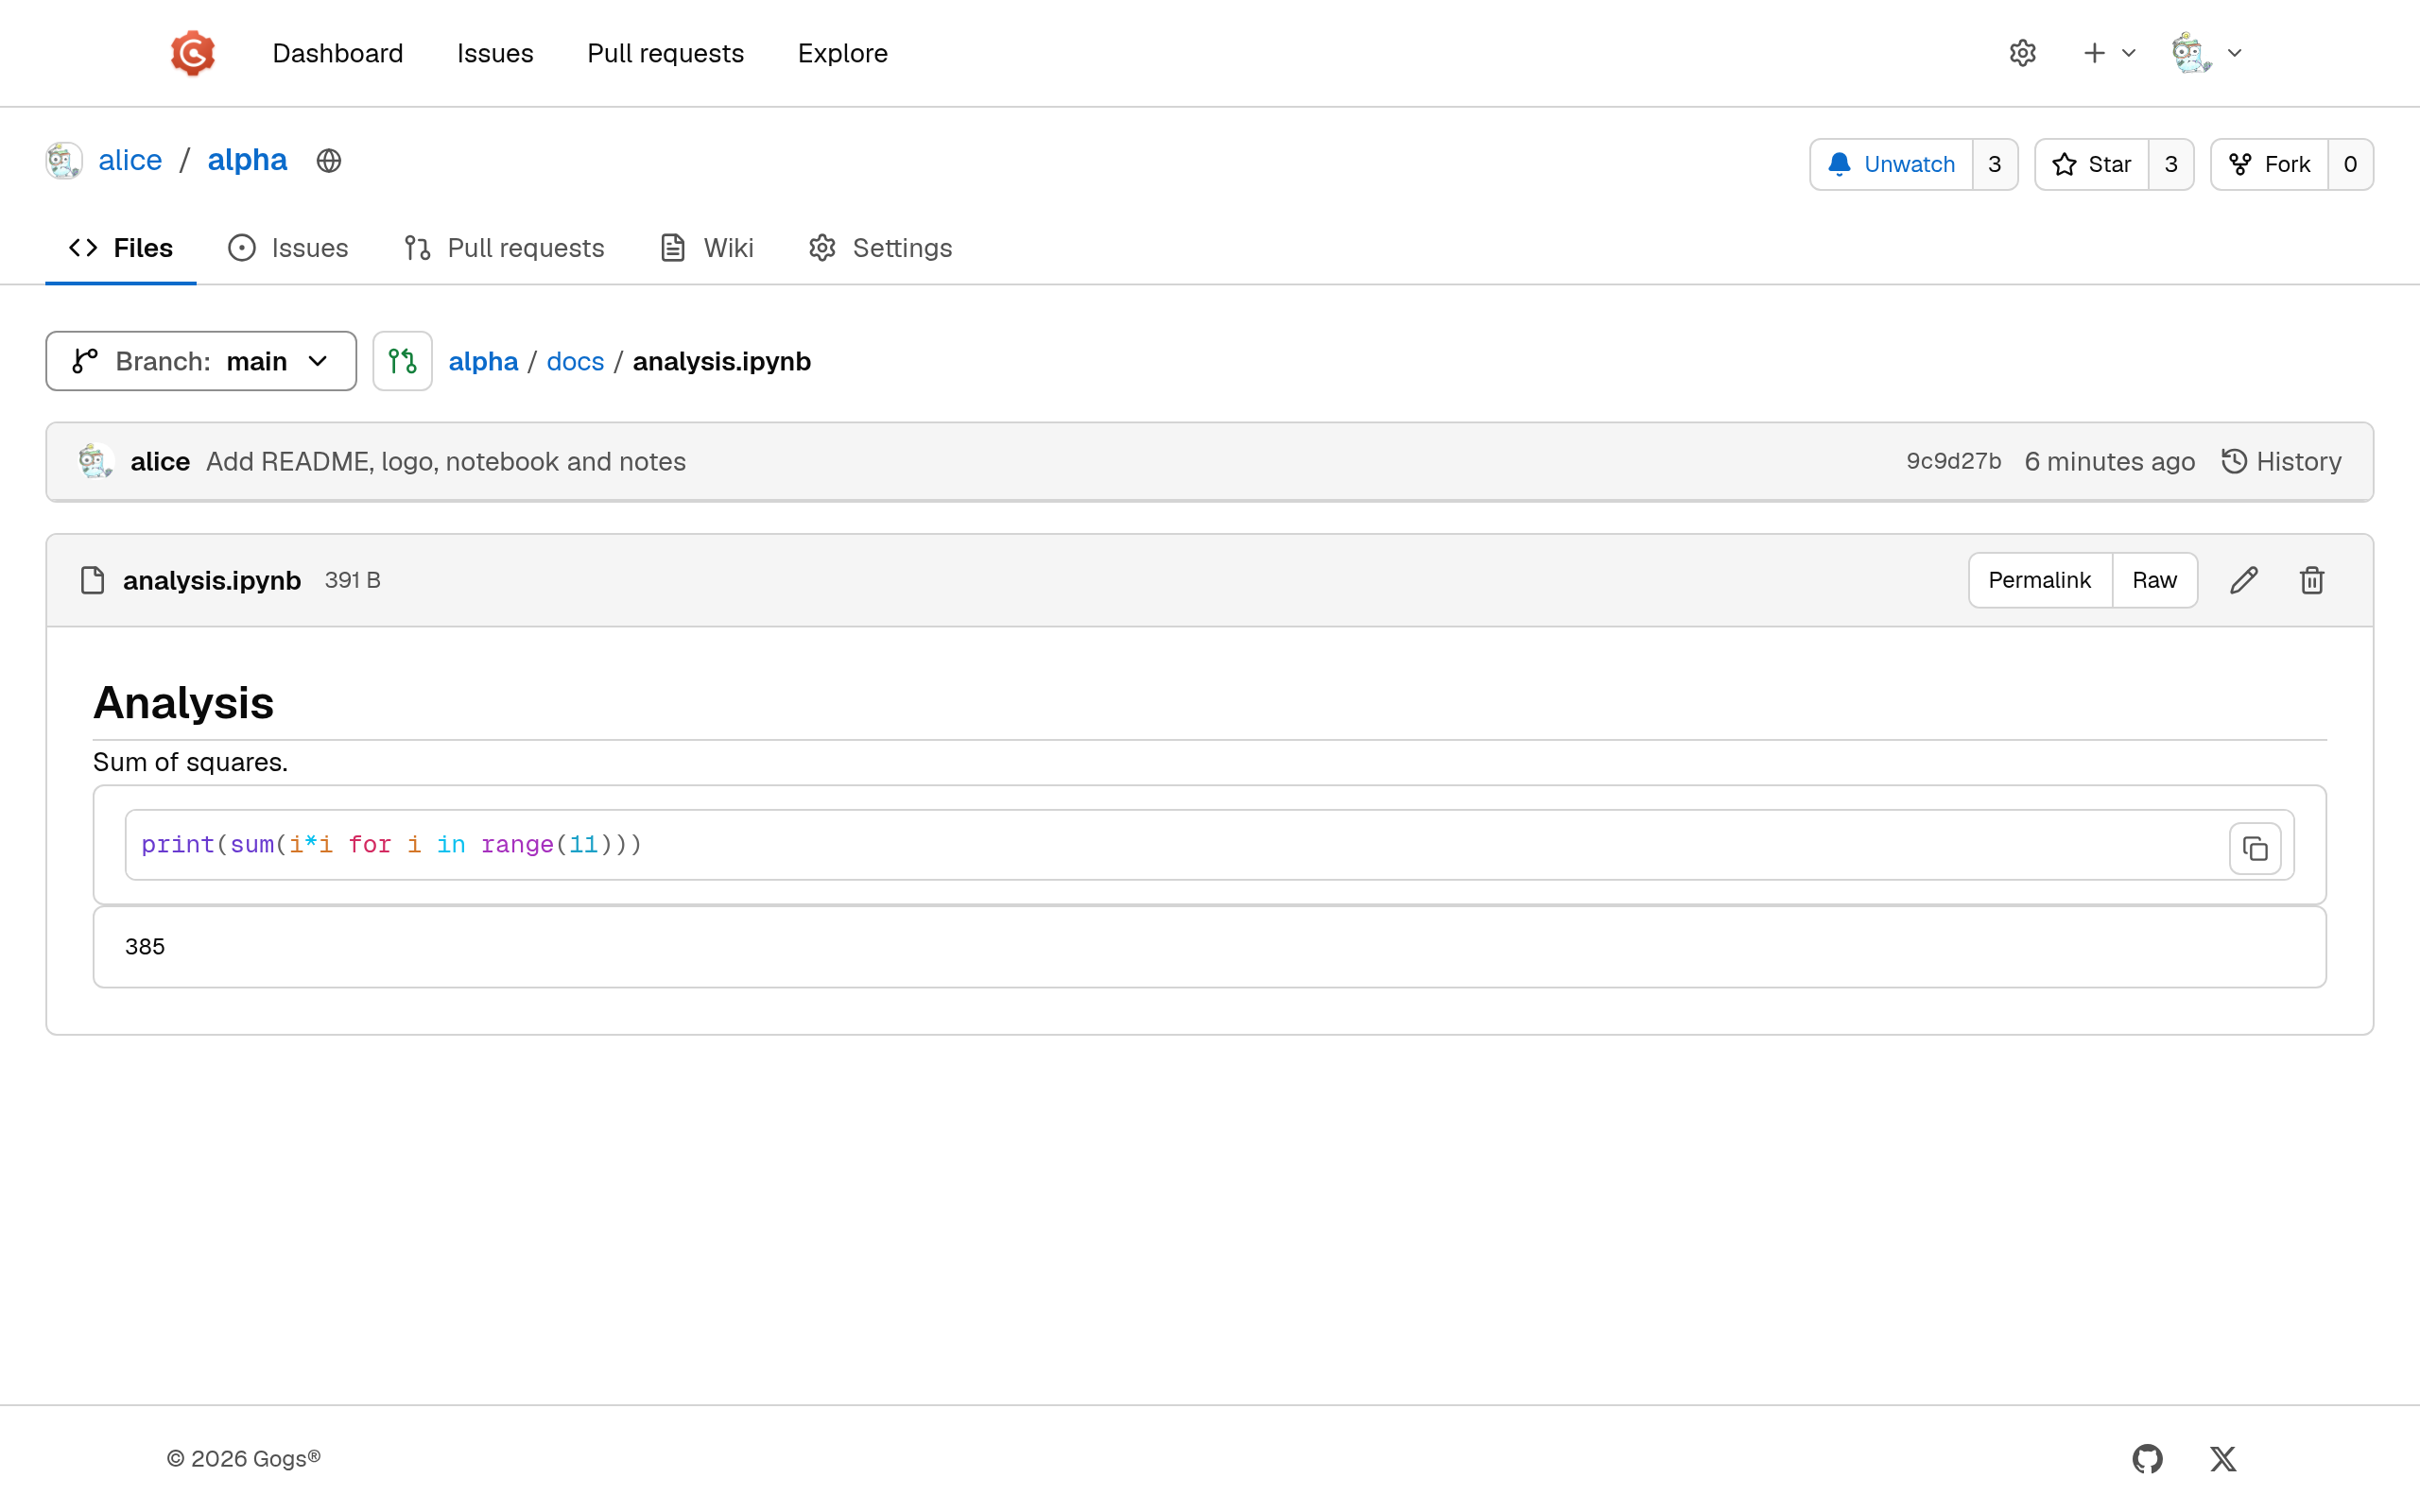 Dashboard Issues Pull requests Explore
alice / alpha
Unwatch 3 Star 3 Fork 0
Files Issues Pull requests Wiki Settings
Branch: main alpha / docs / analysis.ipynb
alice Add README, logo, notebook and notes 9c9d27b 6 minutes ago History
analysis.ipynb 391 B Permalink Raw
Analysis
Sum of squares.
print(sum(i*i for i in range(11)))
385
© 2026 Gogs®